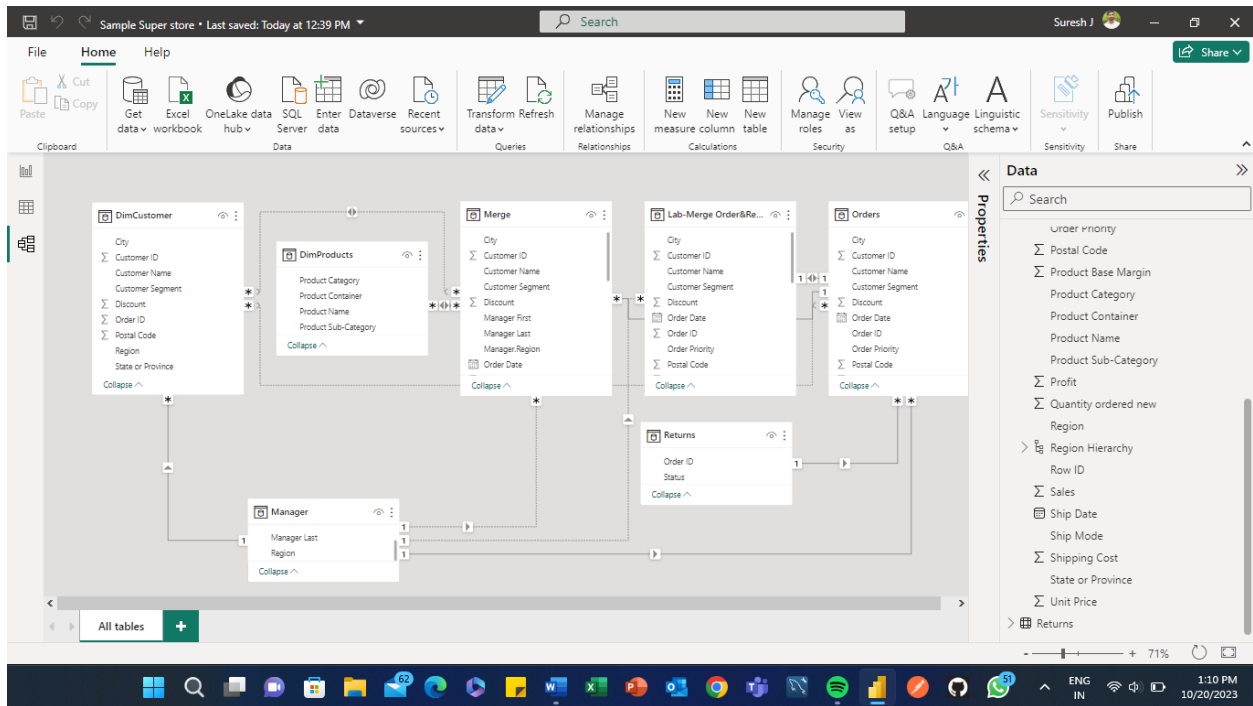 Sample Super store • Last saved: Today at 12:39 PM
Search
Suresh J
File Home Help
Share
Paste
Cut
Copy
Get data
Excel workbook
OneLake data hub
SQL Server
Enter data
Dataverse
Recent sources
Transform data
Refresh
Manage relationships
New measure
New column
New table
Manage roles
View as
Q&A setup
Language
Linguistic schema
Sensitivity
Publish
Clipboard
Data
Queries
Relationships
Calculations
Security
Q&A
Sensitivity
Share
DimCustomer
City
Customer ID
Customer Name
Customer Segment
Discount
Order ID
Postal Code
Region
State or Province
Collapse
DimProducts
Product Category
Product Container
Product Name
Product Sub-Category
Collapse
Merge
City
Customer ID
Customer Name
Customer Segment
Discount
Manager First
Manager Last
Manager.Region
Order Date
Collapse
Lab-Merge Order&Re...
City
Customer ID
Customer Name
Customer Segment
Discount
Order Date
Order ID
Order Priority
Postal Code
Collapse
Orders
City
Customer ID
Customer Name
Customer Segment
Discount
Order Date
Order ID
Order Priority
Postal Code
Collapse
Returns
Order ID
Status
Collapse
Manager
Manager Last
Region
Collapse
1
1
1
1
1
1
1
1
Properties
Data
Search
Order Priority
Postal Code
Product Base Margin
Product Category
Product Container
Product Name
Product Sub-Category
Profit
Quantity ordered new
Region
Region Hierarchy
Row ID
Sales
Ship Date
Ship Mode
Shipping Cost
State or Province
Unit Price
Returns
All tables
+
- + 71%
62
51
ENG
IN
1:10 PM
10/20/2023